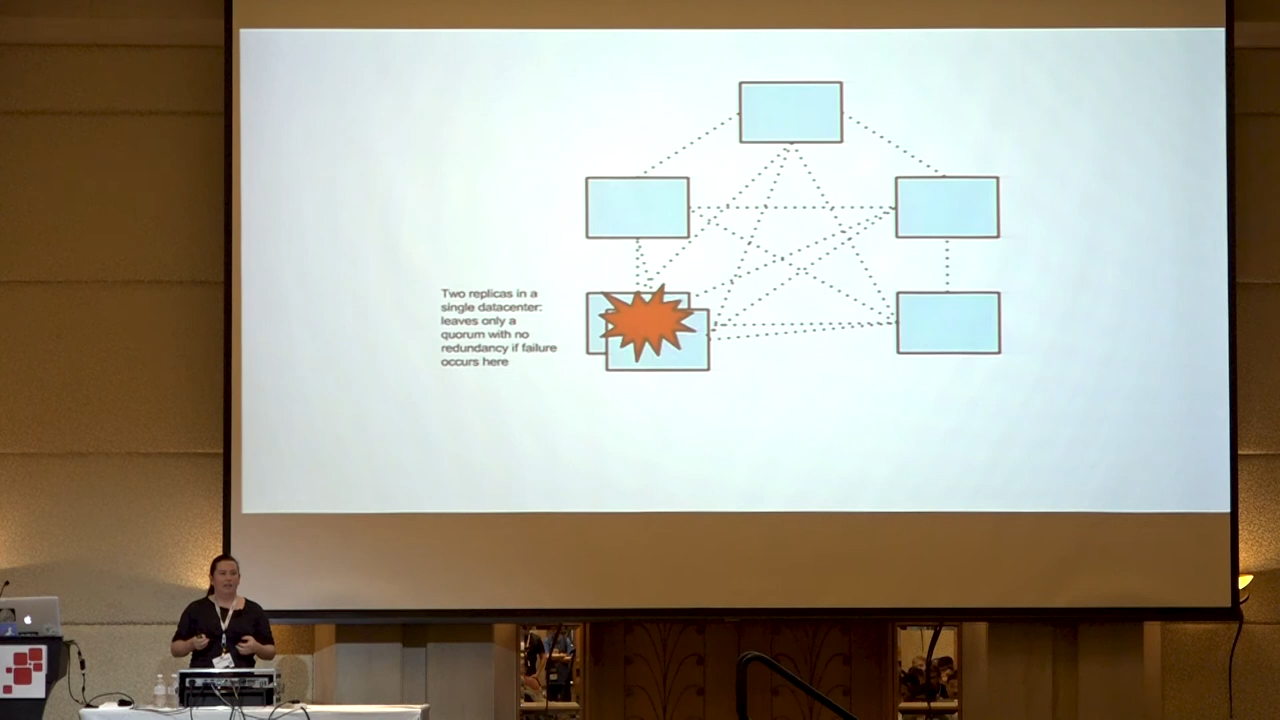 Two replicas in a
single datacenter:
leaves only a
quorum with no
redundancy if failure
occurs here